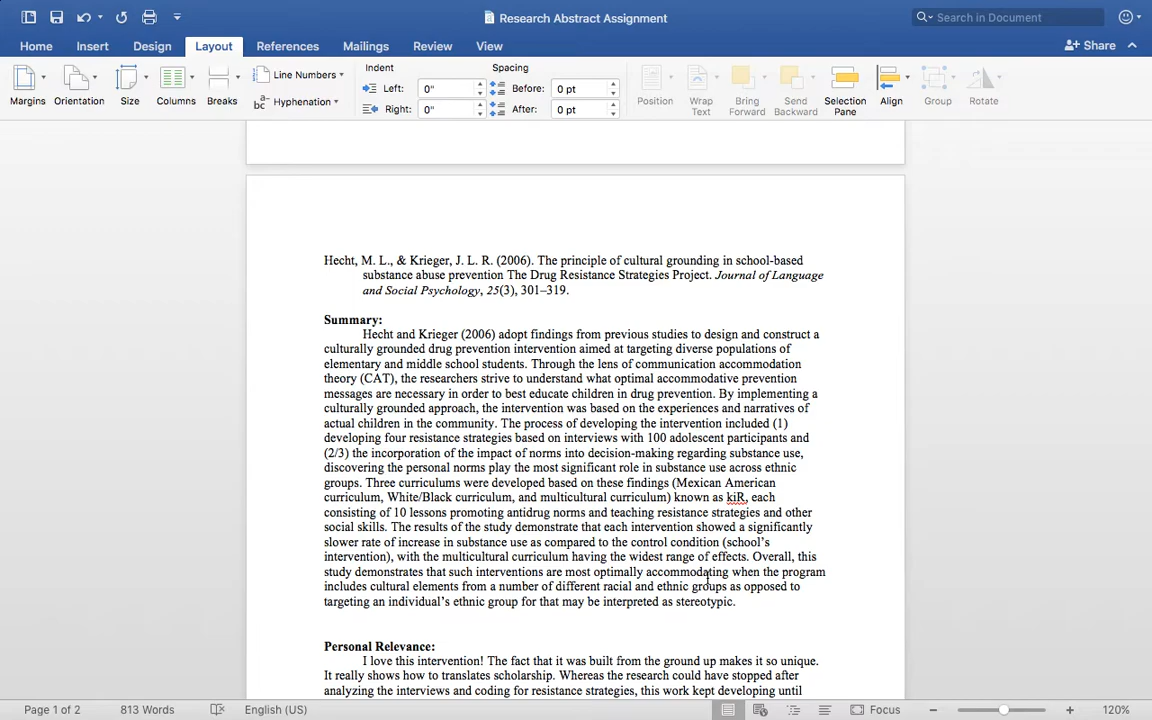 Research Abstract Assignment
Search in Document
Home Insert Design Layout References Mailings Review View Share
Margins Orientation Size Columns Breaks Line Numbers Hyphenation
Indent Spacing
Left: 0" Before: 0 pt
Right: 0" After: 0 pt
Position Wrap Text Bring Forward Send Backward Selection Pane Align Group Rotate
Hecht, M. L., & Krieger, J. L. R. (2006). The principle of cultural grounding in school-based
substance abuse prevention The Drug Resistance Strategies Project. Journal of Language
and Social Psychology, 25(3), 301–319.
Summary:
Hecht and Krieger (2006) adopt findings from previous studies to design and construct a
culturally grounded drug prevention intervention aimed at targeting diverse populations of
elementary and middle school students. Through the lens of communication accommodation
theory (CAT), the researchers strive to understand what optimal accommodative prevention
messages are necessary in order to best educate children in drug prevention. By implementing a
culturally grounded approach, the intervention was based on the experiences and narratives of
actual children in the community. The process of developing the intervention included (1)
developing four resistance strategies based on interviews with 100 adolescent participants and
(2/3) the incorporation of the impact of norms into decision-making regarding substance use,
discovering the personal norms play the most significant role in substance use across ethnic
groups. Three curriculums were developed based on these findings (Mexican American
curriculum, White/Black curriculum, and multicultural curriculum) known as kiR, each
consisting of 10 lessons promoting antidrug norms and teaching resistance strategies and other
social skills. The results of the study demonstrate that each intervention showed a significantly
slower rate of increase in substance use as compared to the control condition (school’s
intervention), with the multicultural curriculum having the widest range of effects. Overall, this
study demonstrates that such interventions are most optimally accommodating when the program
includes cultural elements from a number of different racial and ethnic groups as opposed to
targeting an individual’s ethnic group for that may be interpreted as stereotypic.
Personal Relevance:
I love this intervention! The fact that it was built from the ground up makes it so unique.
It really shows how to translates scholarship. Whereas the research could have stopped after
analyzing the interviews and coding for resistance strategies, this work kept developing until
Page 1 of 2 813 Words English (US) Focus 120%